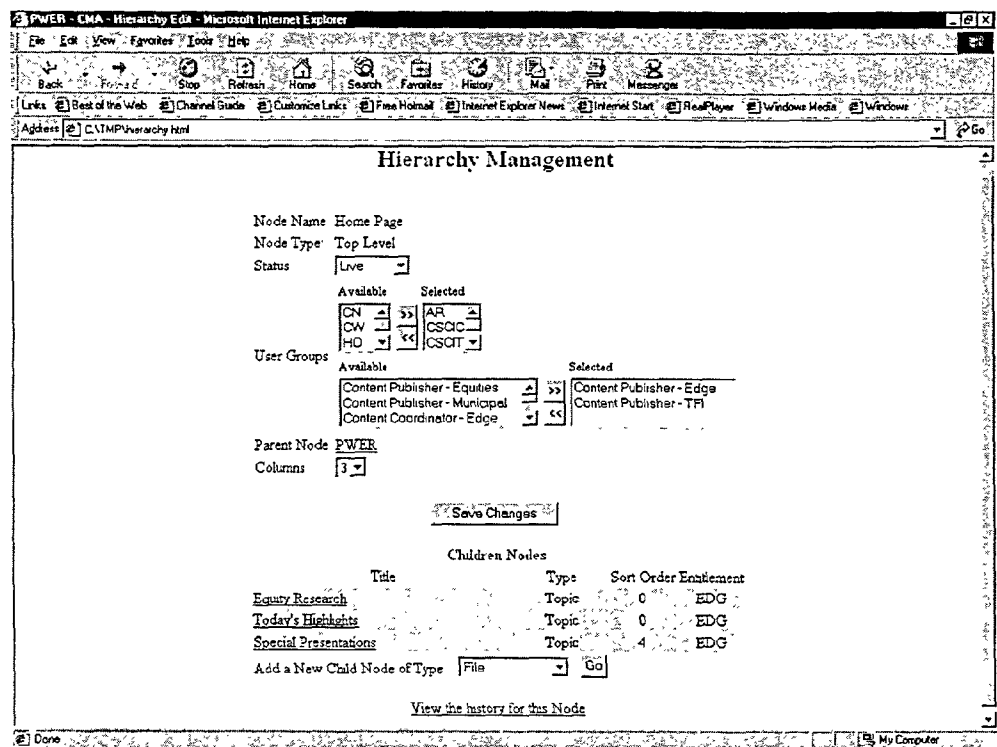 PWER - CMA - Hierarchy Edit - Microsoft Internet Explorer
File Edit View Favorites Tools Help
Back Forward Stop Refresh Home Search Favorites History Mail Print Messenger
Links Best of the Web Channel Guide Customize Links Free Hotmail Internet Explorer News Internet Start RealPlayer Windows Media Windows
Address C:\TMP\hierarchy html Go
Hierarchy Management
Node Name Home Page
Node Type Top Level
Status Live
Available Selected
CN >> AR
CW CSCIC
HO << CSCIT
User Groups
Available Selected
Content Publisher - Equities >> Content Publisher - Edge
Content Publisher - Municipal Content Publisher - TFI
Content Coordinator - Edge <<
Parent Node PWER
Columns 3
Save Changes
Children Nodes
Title Type Sort Order Entitlement
Equity Research Topic 0 EDG
Today's Highlights Topic 0 EDG
Special Presentations Topic 4 EDG
Add a New Child Node of Type File Go
View the history for this Node
Done My Computer